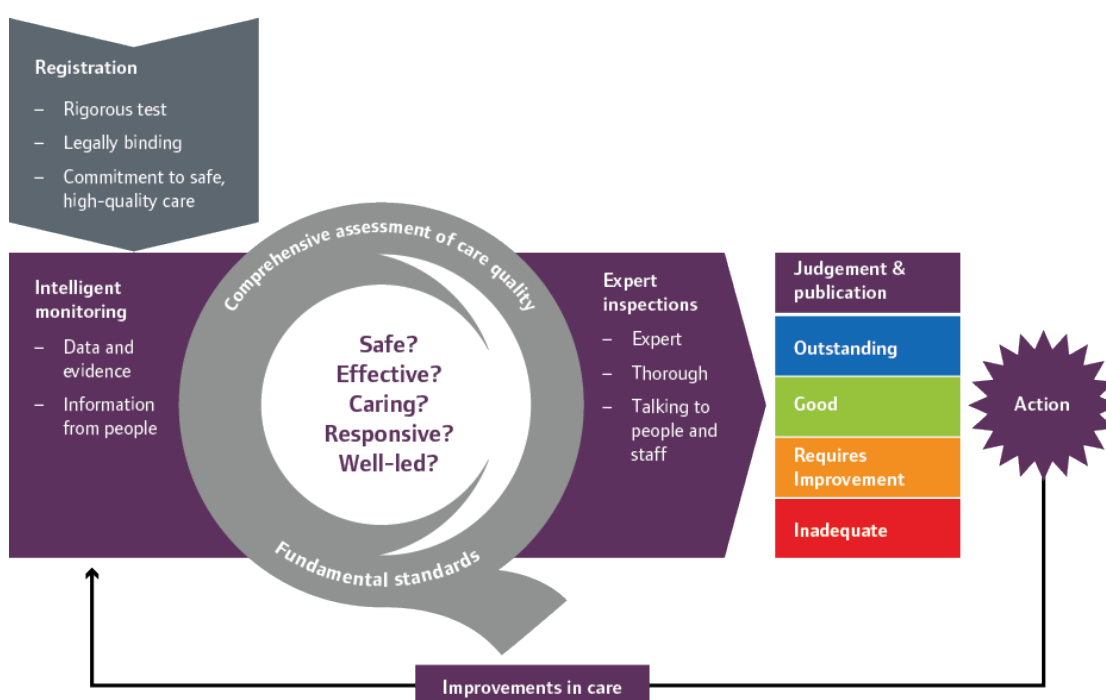 Registration
– Rigorous test
– Legally binding
– Commitment to safe,
high-quality care
Intelligent
monitoring
– Data and
evidence
– Information
from people
Comprehensive assessment of care quality
Safe?
Effective?
Caring?
Responsive?
Well-led?
Fundamental standards
Expert
inspections
– Expert
– Thorough
– Talking to
people and
staff
Judgement &
publication
Outstanding
Good
Requires
Improvement
Inadequate
Action
Improvements in care